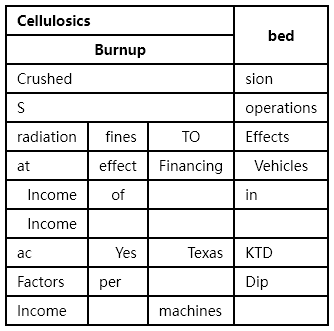 Cellulosics
bed
Burnup
Crushed sion
S operations
radiation fines TO Effects
at effect Financing Vehicles
Income of in
Income
ac Yes Texas KTD
Factors per Dip
Income machines